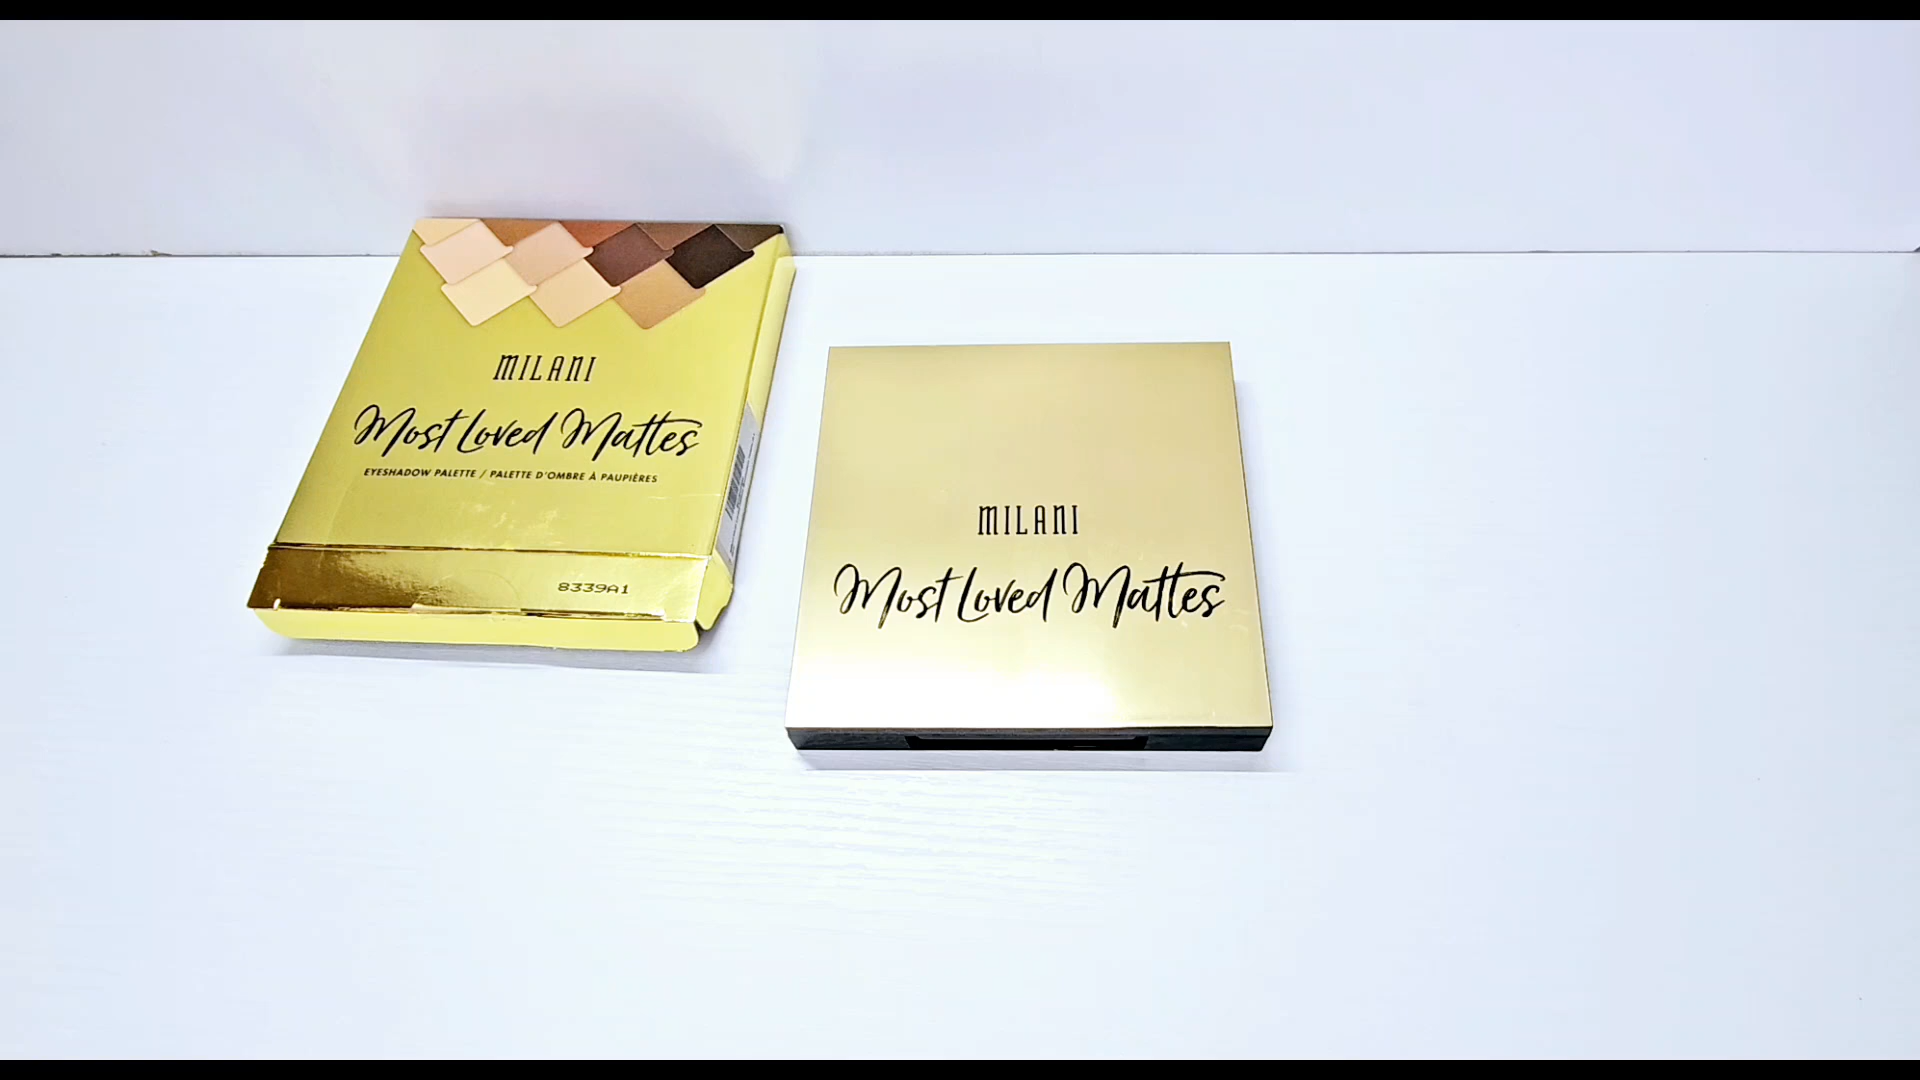 MILANI
Most Loved Mattes
EYESHADOW PALETTE / PALETTE D'OMBRE À PAUPIÈRES
8339A1
MILANI
Most Loved Mattes